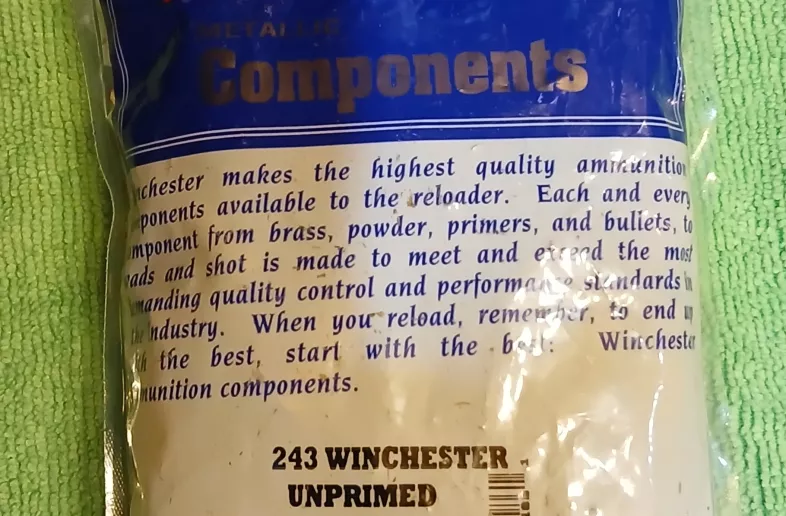 METALLIC
Components
nchester makes the highest quality ammunition
ponents available to the reloader. Each and every
mponent from brass, powder, primers, and bullets, to
ads and shot is made to meet and exceed the most
manding quality control and performance standards in
the industry. When you reload, remember, to end up
h the best, start with the best: Winchester
munition components.
243 WINCHESTER
UNPRIMED